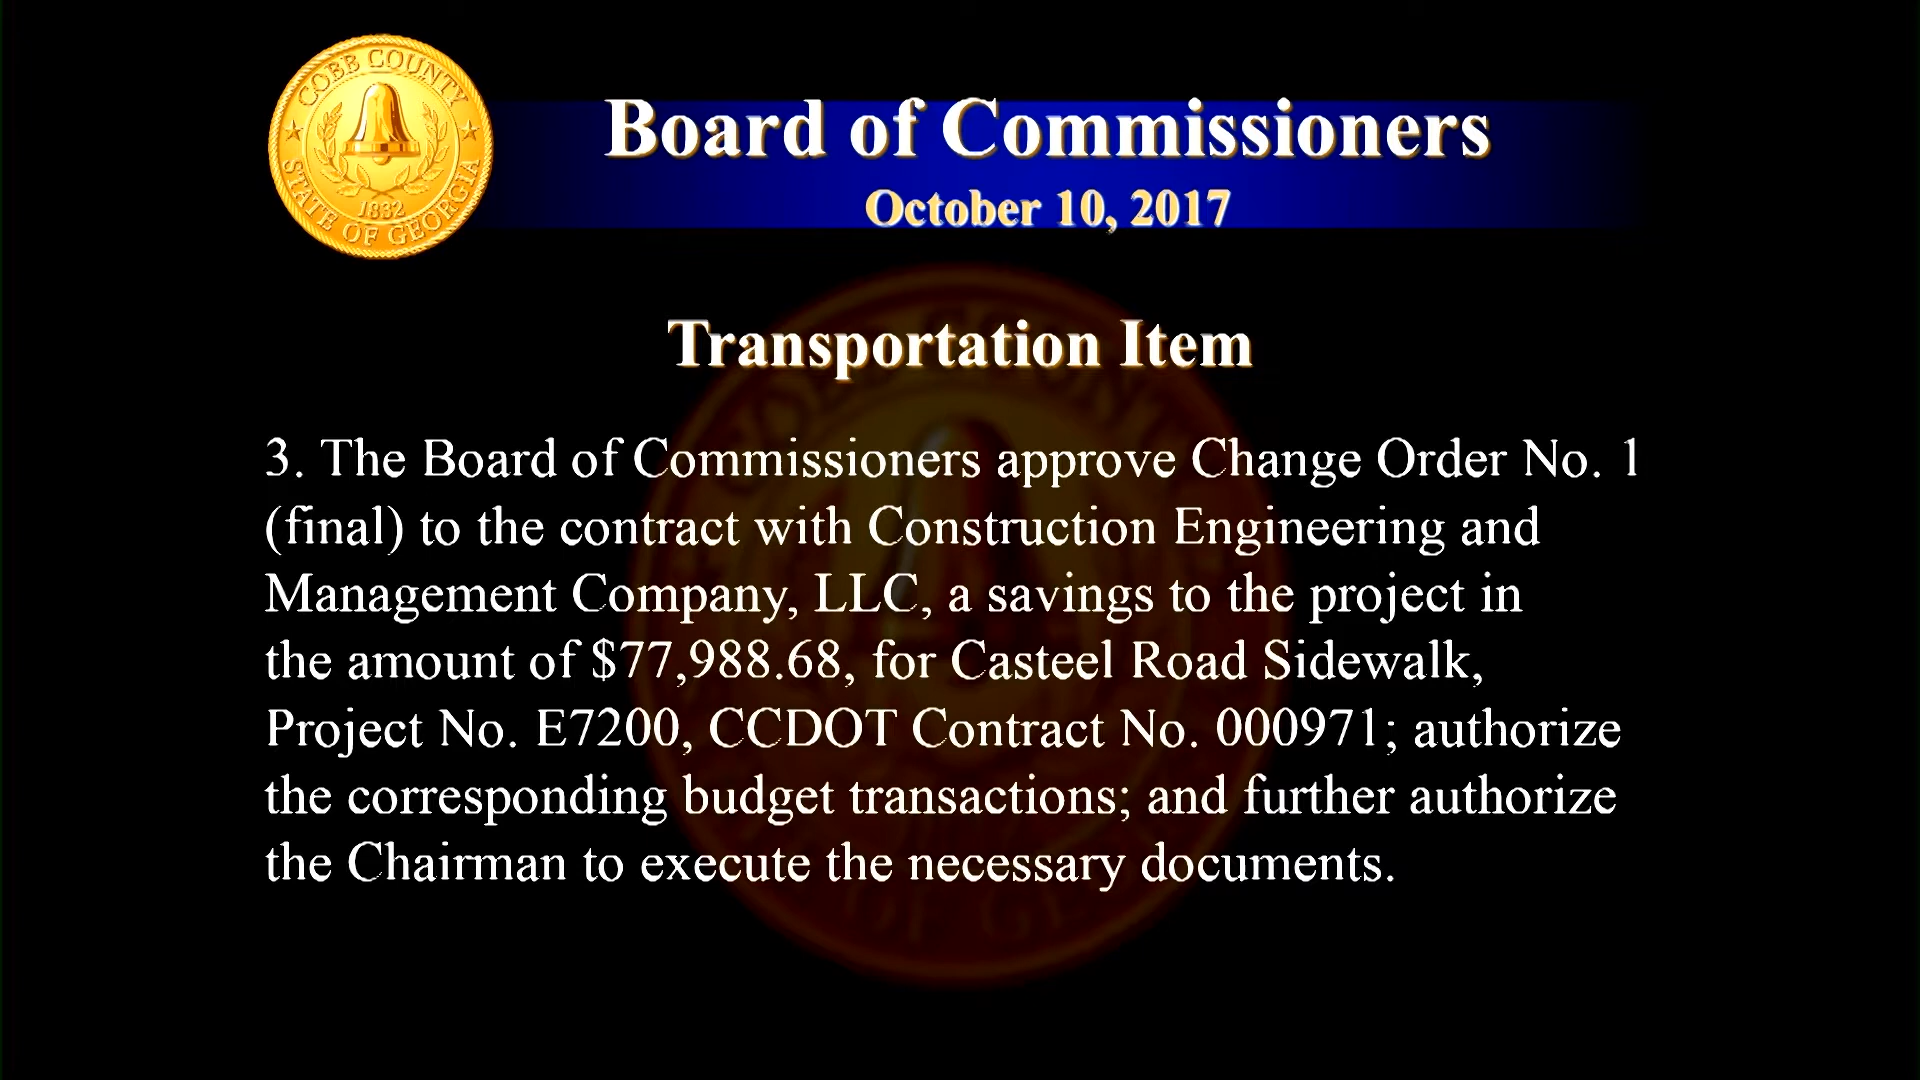 COBB COUNTY
STATE OF GEORGIA
1832
Board of Commissioners
October 10, 2017
Transportation Item
3. The Board of Commissioners approve Change Order No. 1
(final) to the contract with Construction Engineering and
Management Company, LLC, a savings to the project in
the amount of $77,988.68, for Casteel Road Sidewalk,
Project No. E7200, CCDOT Contract No. 000971; authorize
the corresponding budget transactions; and further authorize
the Chairman to execute the necessary documents.